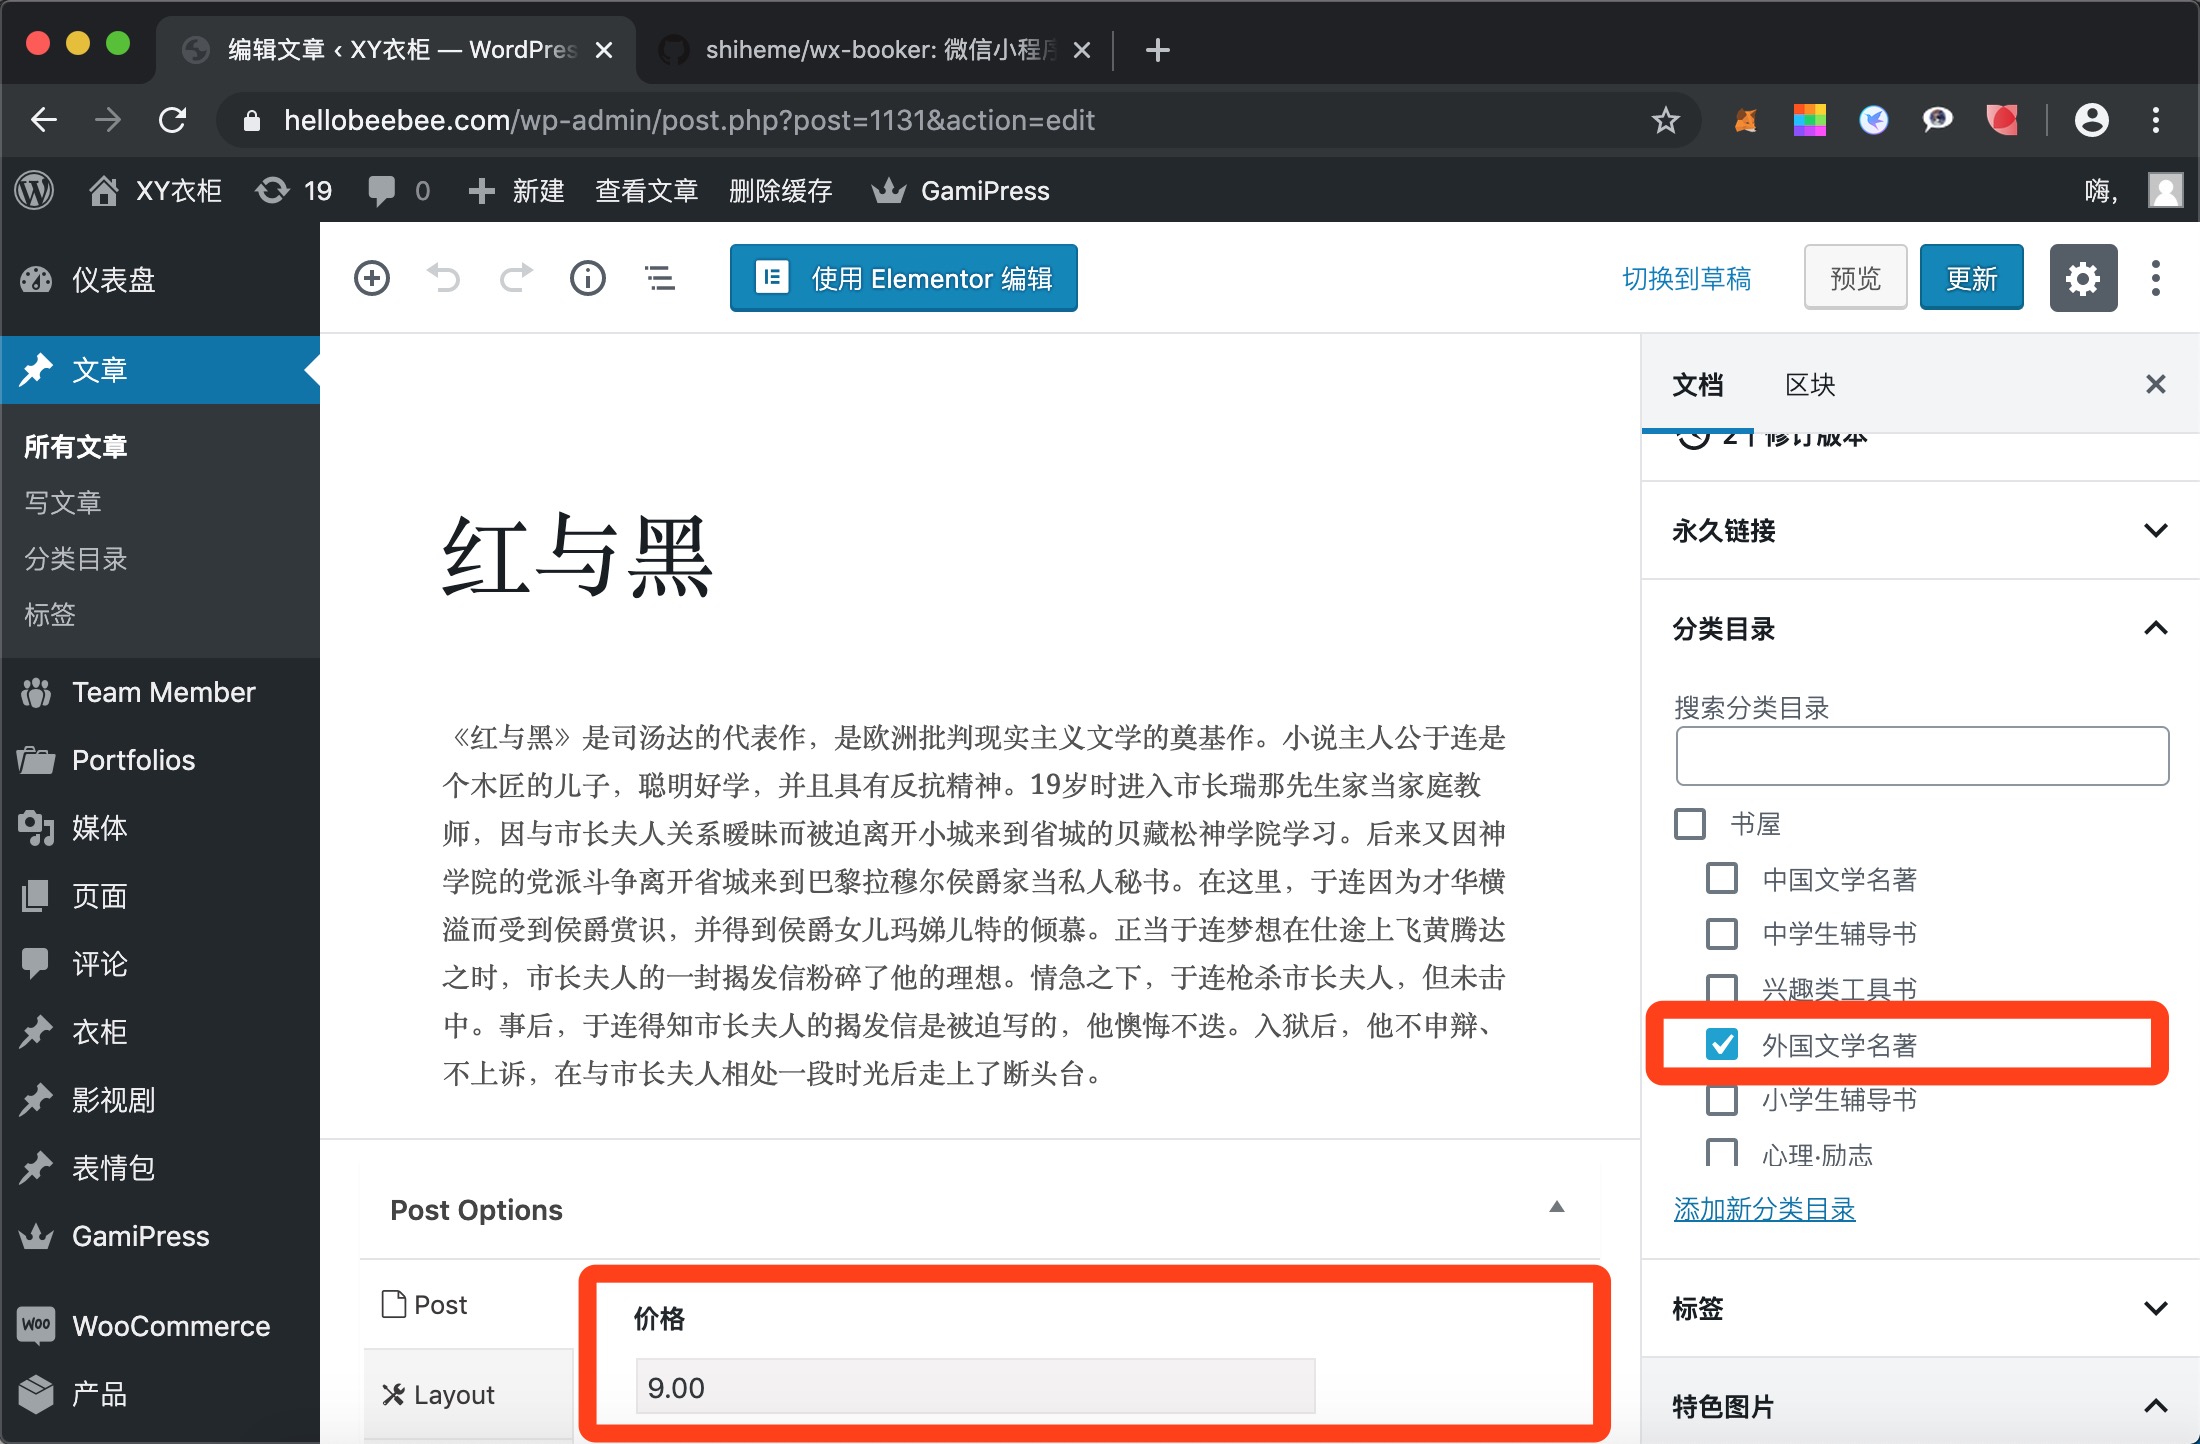 编辑文章 ‹ XY衣柜 — WordPres
shiheme/wx-booker: 微信小程序
hellobeebee.com/wp-admin/post.php?post=1131&action=edit
XY衣柜 19 0 新建 查看文章 删除缓存 GamiPress 嗨,
使用 Elementor 编辑 切换到草稿 预览 更新
仪表盘
文章
所有文章
写文章
分类目录
标签
Team Member
Portfolios
媒体
页面
评论
衣柜
影视剧
表情包
GamiPress
WOO WooCommerce
产品
红与黑
《红与黑》是司汤达的代表作，是欧洲批判现实主义文学的奠基作。小说主人公于连是
个木匠的儿子，聪明好学，并且具有反抗精神。19岁时进入市长瑞那先生家当家庭教
师，因与市长夫人关系暧昧而被迫离开小城来到省城的贝藏松神学院学习。后来又因神
学院的党派斗争离开省城来到巴黎拉穆尔侯爵家当私人秘书。在这里，于连因为才华横
溢而受到侯爵赏识，并得到侯爵女儿玛娣儿特的倾慕。正当于连梦想在仕途上飞黄腾达
之时，市长夫人的一封揭发信粉碎了他的理想。情急之下，于连枪杀市长夫人，但未击
中。事后，于连得知市长夫人的揭发信是被迫写的，他懊悔不迭。入狱后，他不申辩、
不上诉，在与市长夫人相处一段时光后走上了断头台。
Post Options
Post
Layout
价格
9.00
文档 区块
2个修订版本
永久链接
分类目录
搜索分类目录
书屋
中国文学名著
中学生辅导书
兴趣类工具书
外国文学名著
小学生辅导书
心理·励志
添加新分类目录
标签
特色图片